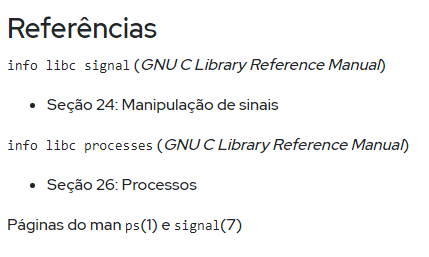 Referências
info libc signal (GNU C Library Reference Manual)
• Seção 24: Manipulação de sinais
info libc processes (GNU C Library Reference Manual)
• Seção 26: Processos
Páginas do man ps(1) e signal(7)